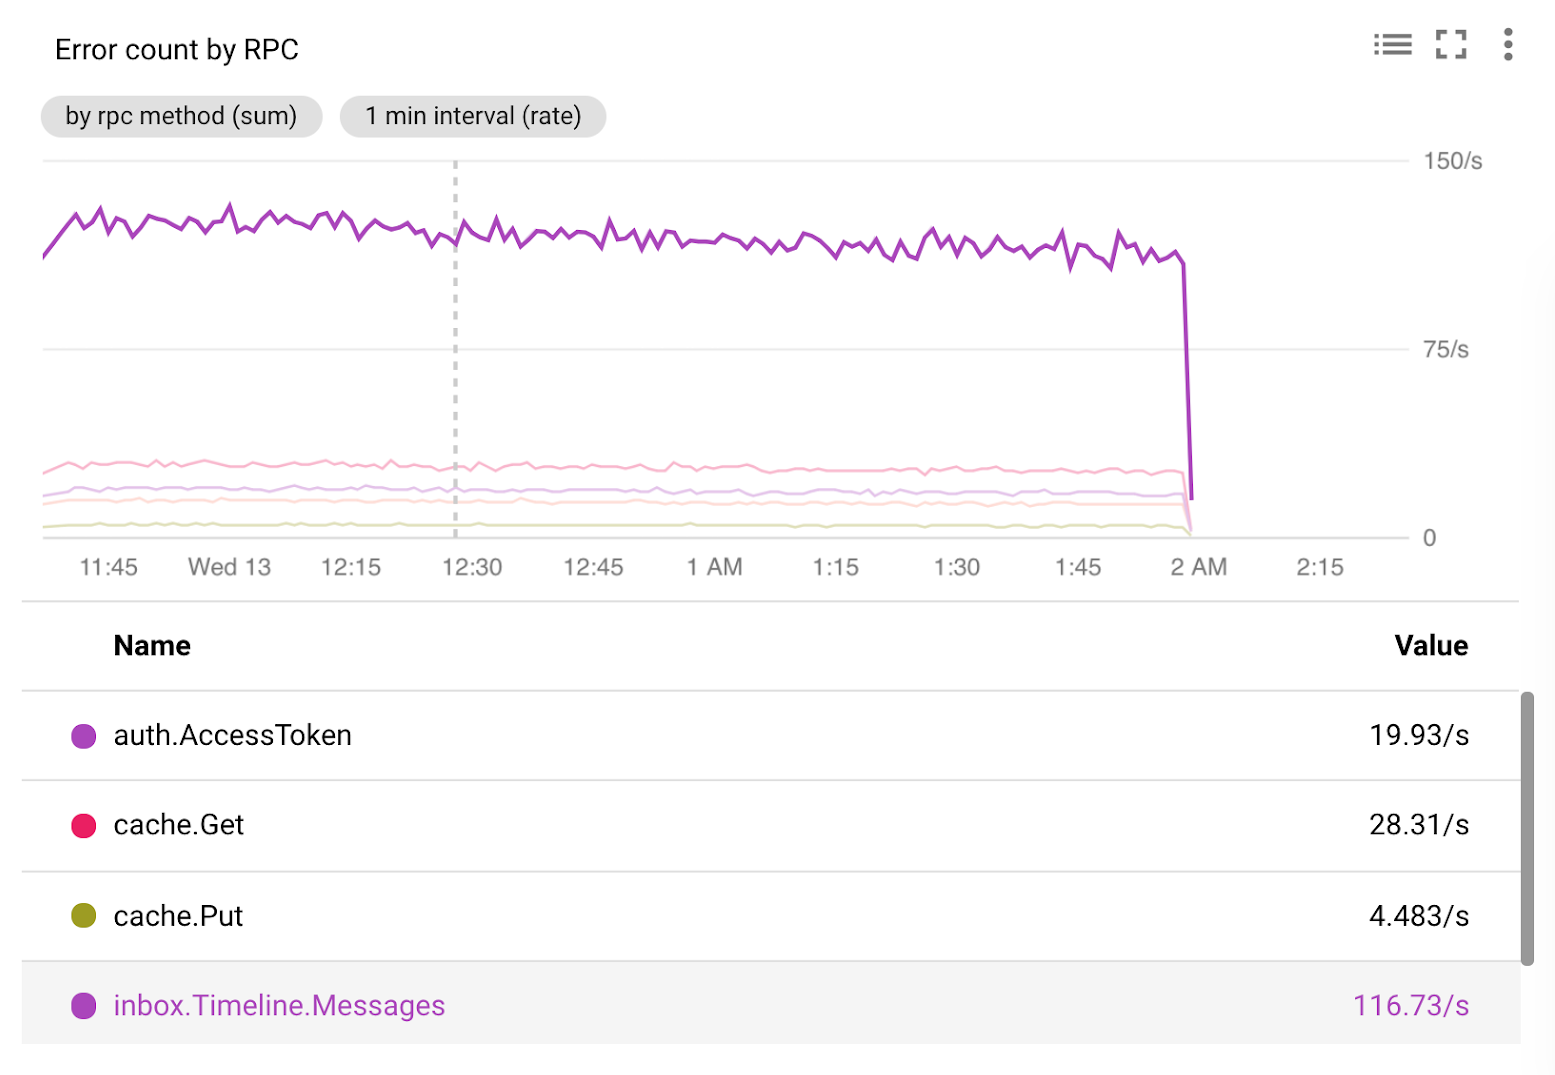 Error count by RPC
by rpc method (sum) 1 min interval (rate)
150/s
75/s
0
11:45 Wed 13 12:15 12:30 12:45 1 AM 1:15 1:30 1:45 2 AM 2:15
Name Value
auth.AccessToken 19.93/s
cache.Get 28.31/s
cache.Put 4.483/s
inbox.Timeline.Messages 116.73/s